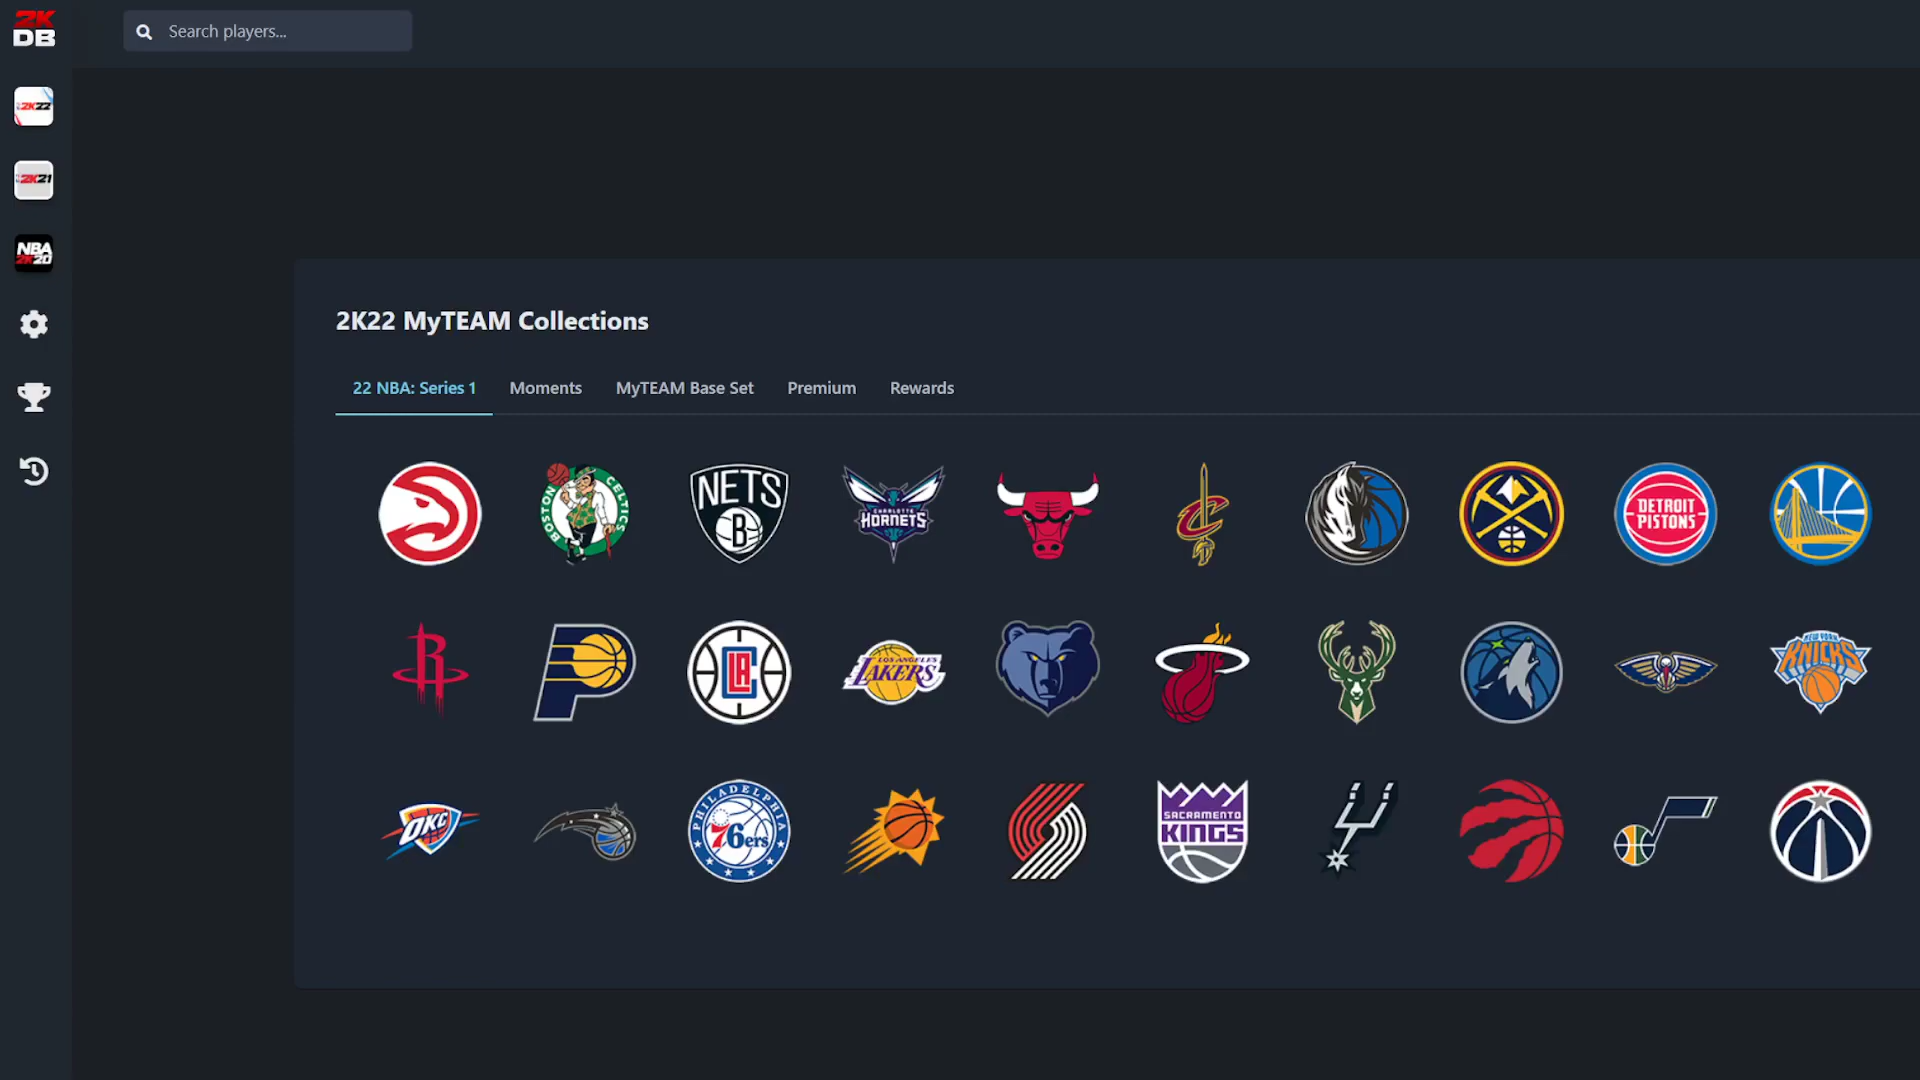 2K
DB
Search players...
2K22
2K21
NBA
2K20
2K22 MyTEAM Collections
22 NBA: Series 1 Moments MyTEAM Base Set Premium Rewards
BOSTON CELTICS
NETS
B
CHARLOTTE
HORNETS
C
DETROIT
PISTONS
R
P
LA
LOS ANGELES
LAKERS
NEW YORK
KNICKS
OKC
PHILADELPHIA
76ers
SACRAMENTO
KINGS